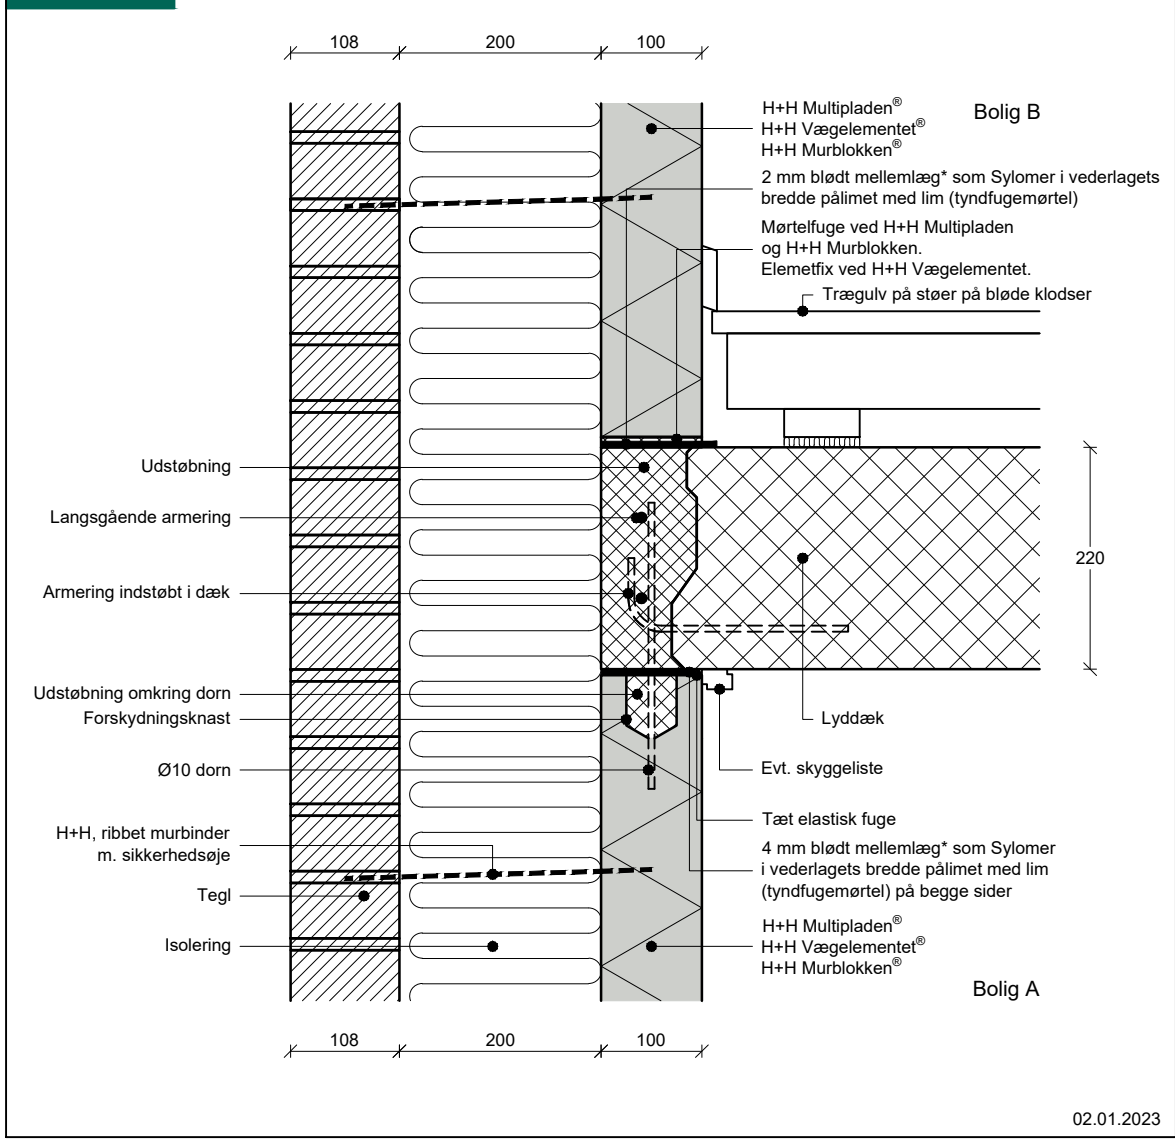 108
200
100
H+H Multipladen®
H+H Vægelementet®
H+H Murblokken®
Bolig B
2 mm blødt mellemlæg* som Sylomer i vederlagets
bredde pålimet med lim (tyndfugemørtel)
Mørtelfuge ved H+H Multipladen
og H+H Murblokken.
Elemetfix ved H+H Vægelementet.
Trægulv på støer på bløde klodser
Udstøbning
Langsgående armering
220
Armering indstøbt i dæk
Udstøbning omkring dorn
Forskydningsknast
Lyddæk
Ø10 dorn
Evt. skyggeliste
Tæt elastisk fuge
H+H, ribbet murbinder
m. sikkerhedsøje
4 mm blødt mellemlæg* som Sylomer
i vederlagets bredde pålimet med lim
(tyndfugemørtel) på begge sider
Tegl
Isolering
H+H Multipladen®
H+H Vægelementet®
H+H Murblokken®
Bolig A
108
200
100
02.01.2023